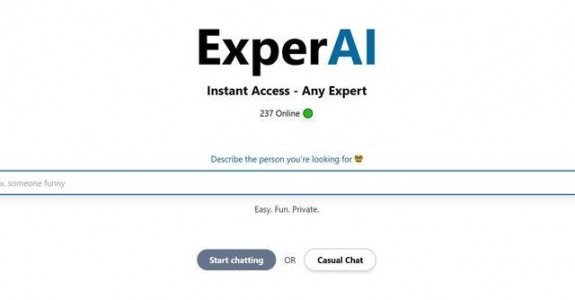 ExperAI
Instant Access - Any Expert
237 Online
Describe the person you're looking for 🤓
someone funny
Easy. Fun. Private.
Start chatting OR Casual Chat